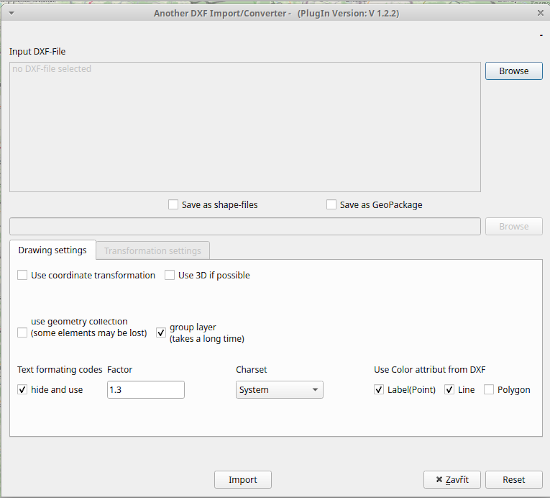 Another DXF Import/Converter - (PlugIn Version: V 1.2.2)
-
Input DXF-File
no DXF-file selected
Browse
Save as shape-files
Save as GeoPackage
Browse
Drawing settings
Transformation settings
Use coordinate transformation
Use 3D if possible
use geometry collection
(some elements may be lost)
group layer
(takes a long time)
Text formating codes
Factor
Charset
Use Color attribut from DXF
hide and use
1.3
System
Label(Point)
Line
Polygon
Import
Zavřít
Reset